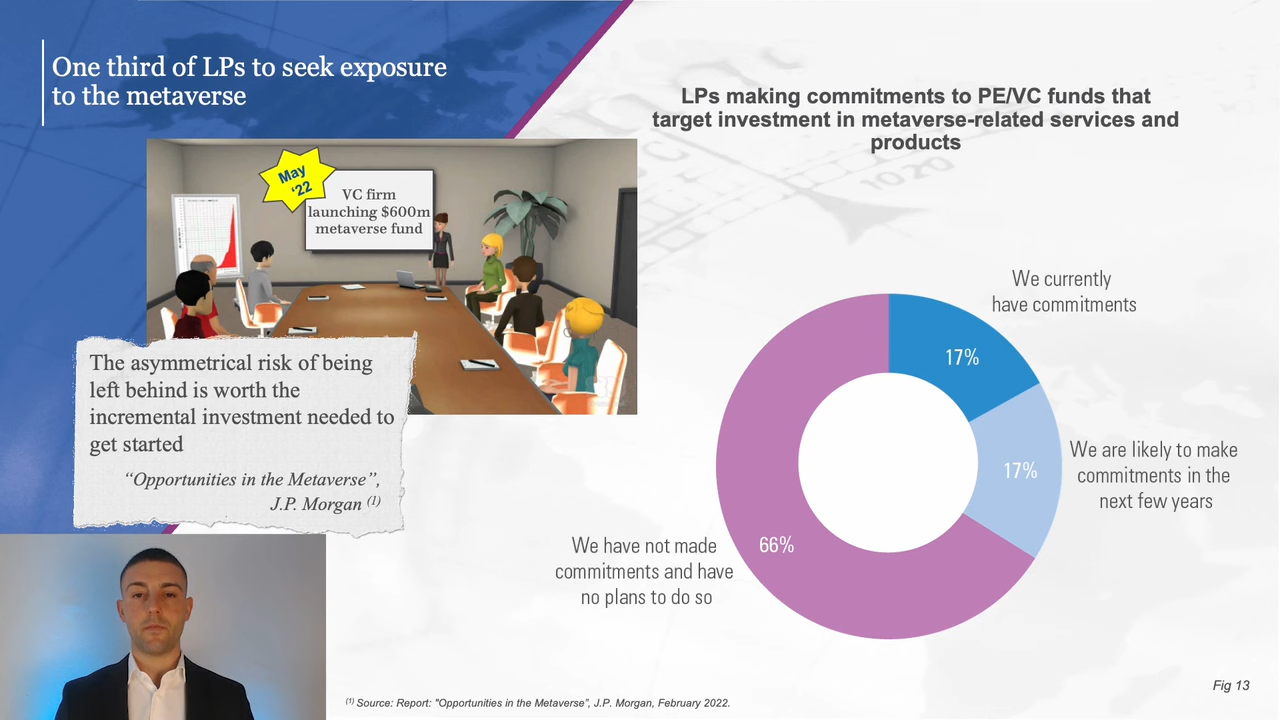 One third of LPs to seek exposure
to the metaverse
May
‘22
VC firm
launching $600m
metaverse fund
The asymmetrical risk of being
left behind is worth the
incremental investment needed to
get started
“Opportunities in the Metaverse”,
J.P. Morgan (1)
LPs making commitments to PE/VC funds that
target investment in metaverse-related services and
products
1020
We currently
have commitments
17%
We are likely to make
commitments in the
next few years
17%
66%
We have not made
commitments and have
no plans to do so
Fig 13
(1) Source: Report: "Opportunities in the Metaverse", J.P. Morgan, February 2022.